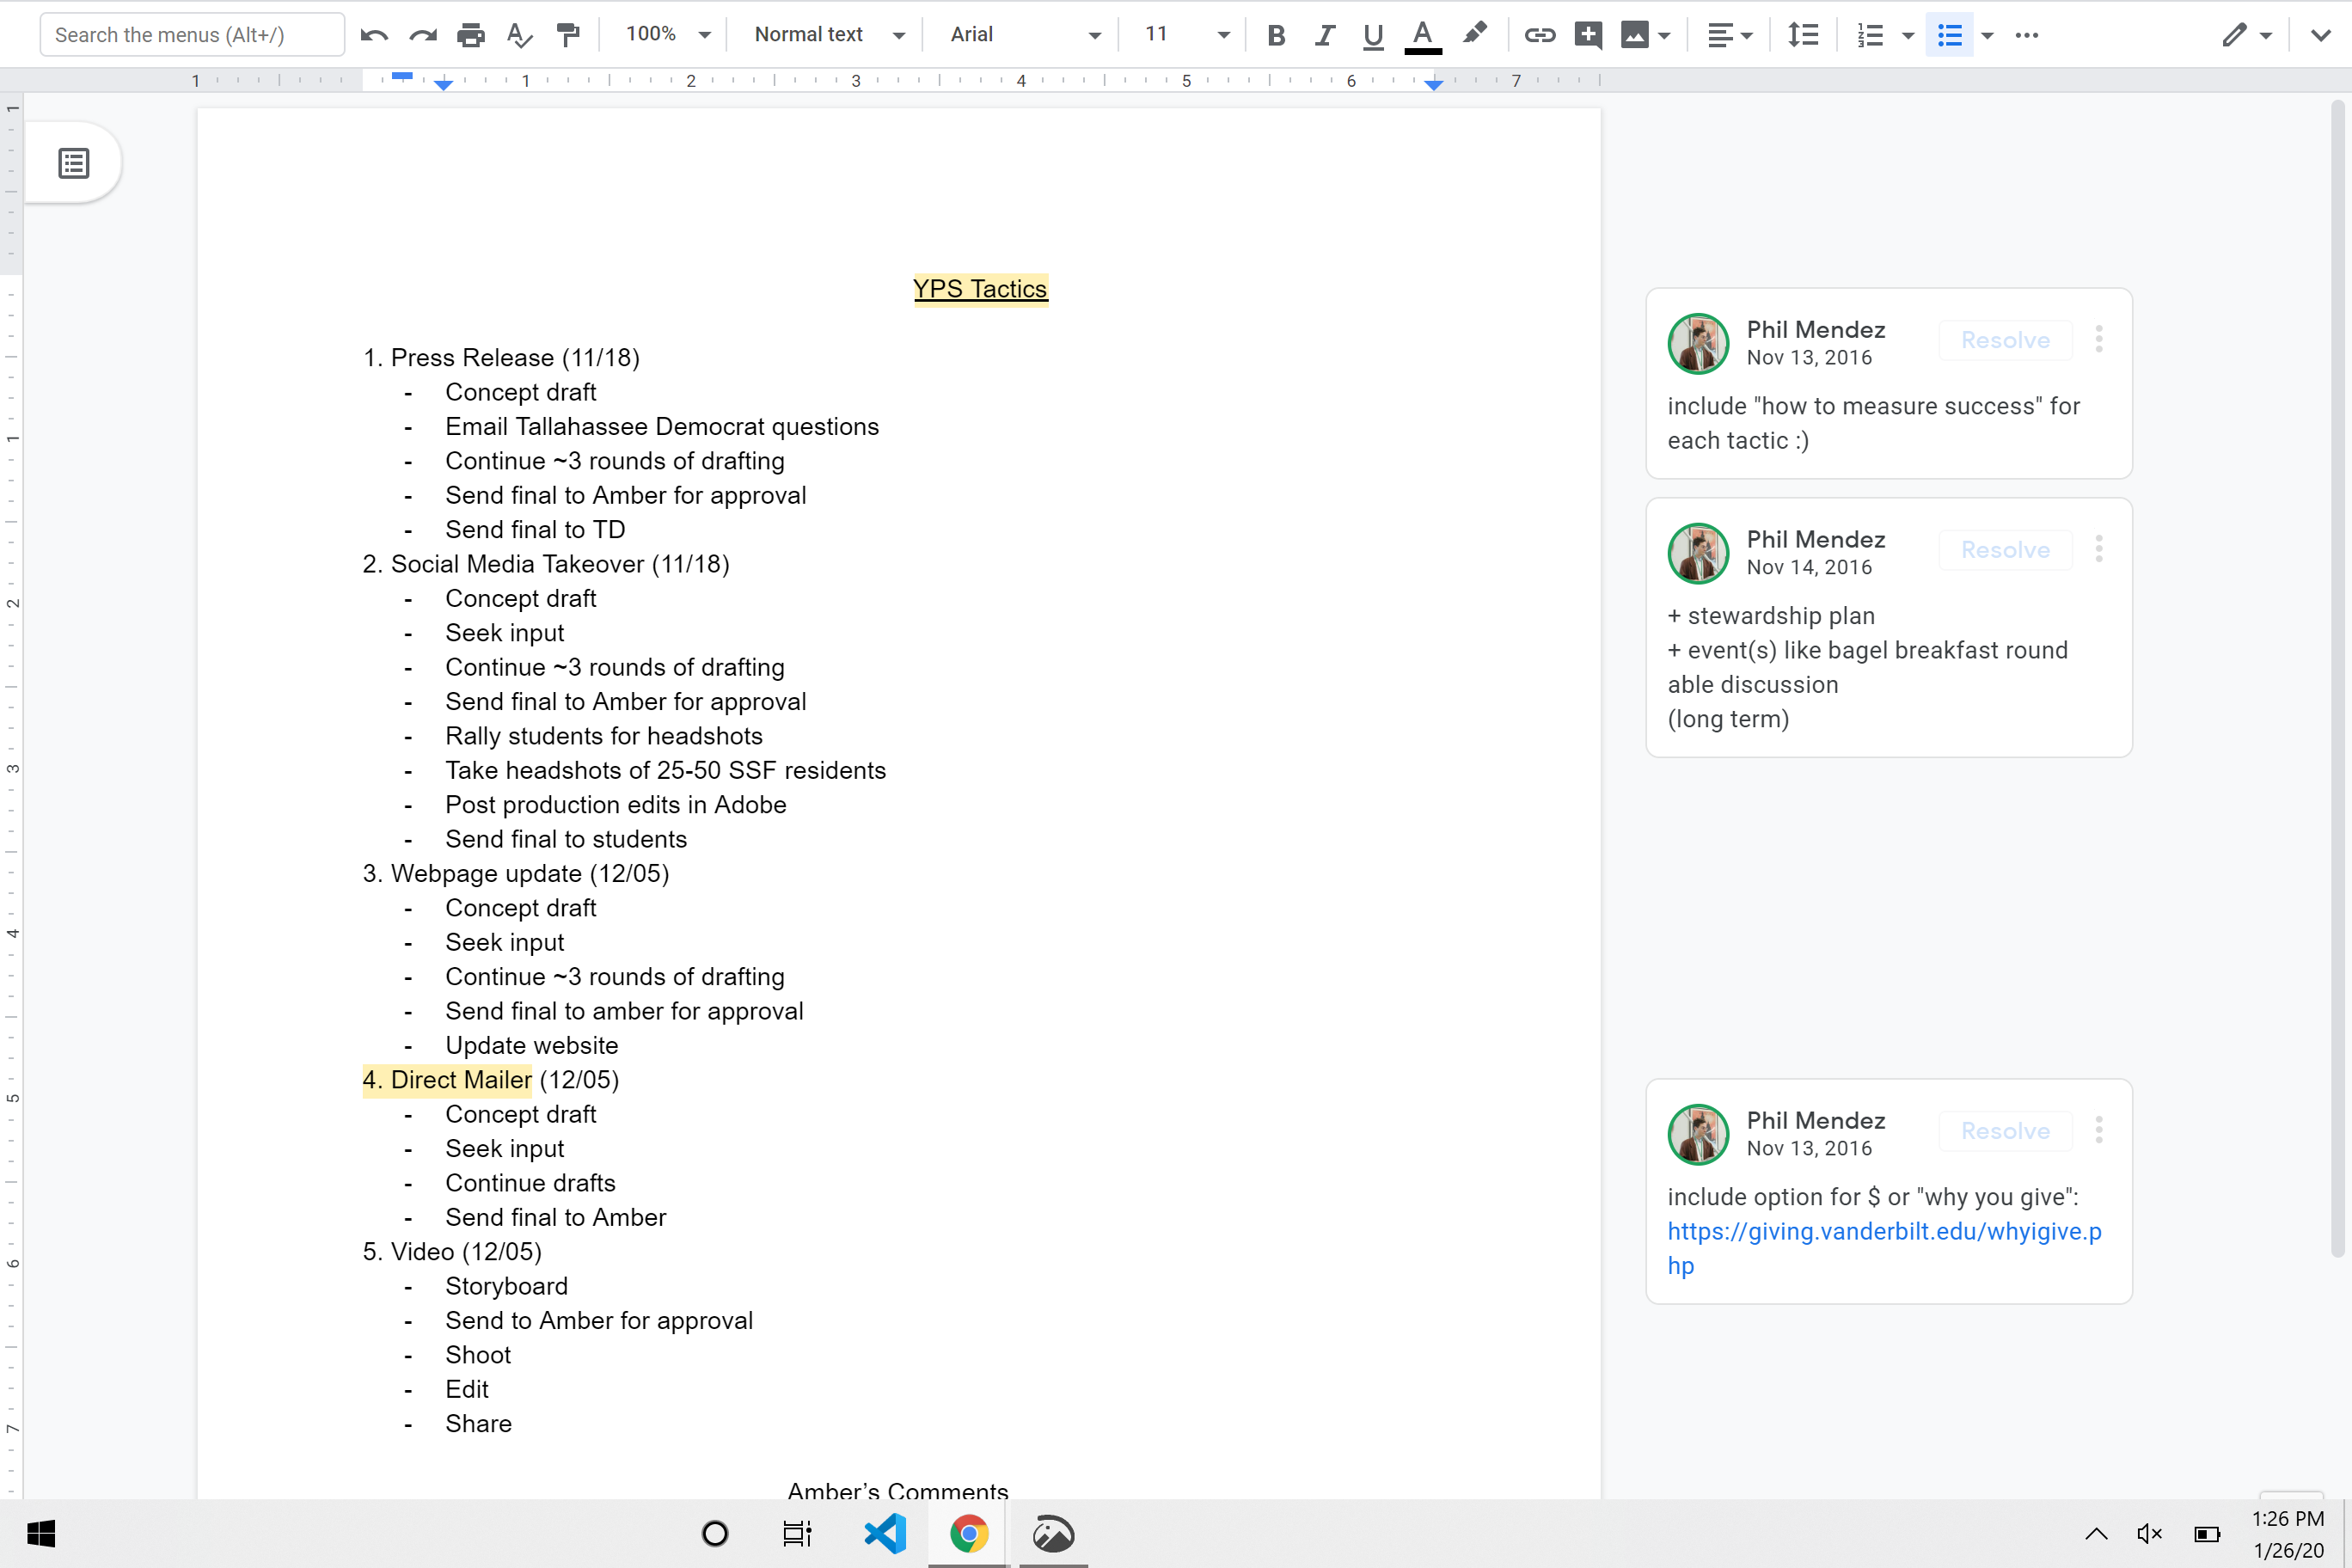 Search the menus (Alt+/)
100%
Normal text
Arial
11
1 1 2 3 4 5 6 7
YPS Tactics
1. Press Release (11/18)
- Concept draft
- Email Tallahassee Democrat questions
- Continue ~3 rounds of drafting
- Send final to Amber for approval
- Send final to TD
2. Social Media Takeover (11/18)
- Concept draft
- Seek input
- Continue ~3 rounds of drafting
- Send final to Amber for approval
- Rally students for headshots
- Take headshots of 25-50 SSF residents
- Post production edits in Adobe
- Send final to students
3. Webpage update (12/05)
- Concept draft
- Seek input
- Continue ~3 rounds of drafting
- Send final to amber for approval
- Update website
4. Direct Mailer (12/05)
- Concept draft
- Seek input
- Continue drafts
- Send final to Amber
5. Video (12/05)
- Storyboard
- Send to Amber for approval
- Shoot
- Edit
- Share
Amber’s Comments
Phil Mendez
Resolve
Nov 13, 2016
include "how to measure success" for
each tactic :)
Phil Mendez
Resolve
Nov 14, 2016
+ stewardship plan
+ event(s) like bagel breakfast round
able discussion
(long term)
Phil Mendez
Resolve
Nov 13, 2016
include option for $ or "why you give":
https://giving.vanderbilt.edu/whyigive.p
hp
1
1
2
3
4
5
6
7
1:26 PM
1/26/20